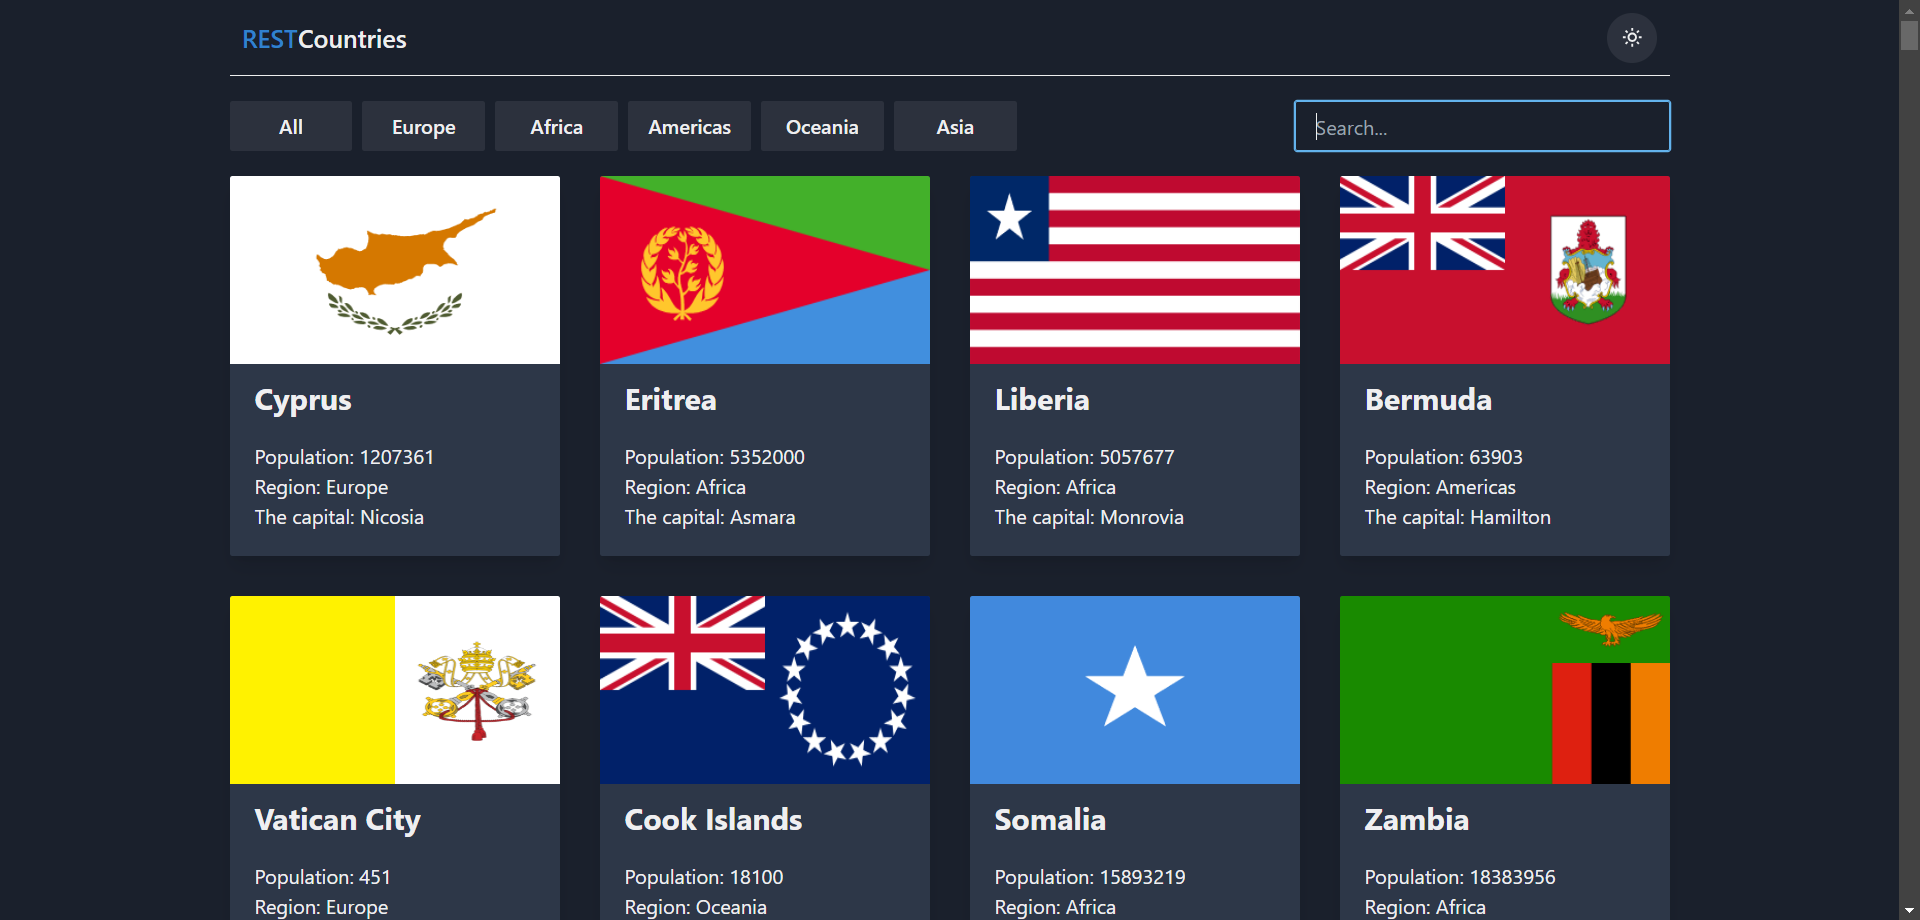 RESTCountries
All Europe Africa Americas Oceania Asia Search...
Cyprus
Population: 1207361
Region: Europe
The capital: Nicosia
Eritrea
Population: 5352000
Region: Africa
The capital: Asmara
Liberia
Population: 5057677
Region: Africa
The capital: Monrovia
Bermuda
Population: 63903
Region: Americas
The capital: Hamilton
Vatican City
Population: 451
Region: Europe
Cook Islands
Population: 18100
Region: Oceania
Somalia
Population: 15893219
Region: Africa
Zambia
Population: 18383956
Region: Africa